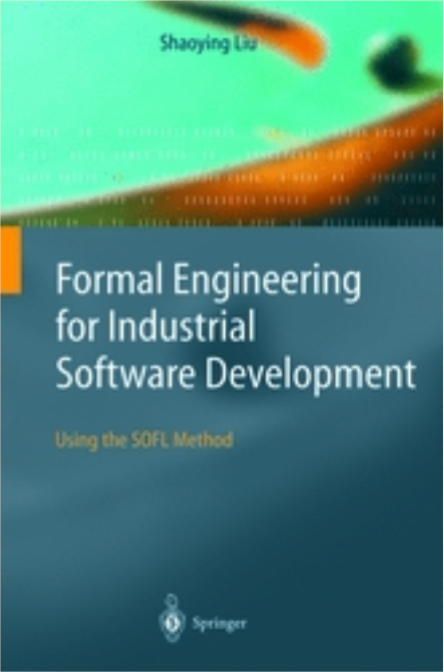 Shaoying Liu
Formal Engineering
for Industrial
Software Development
Using the SOFL Method
Springer